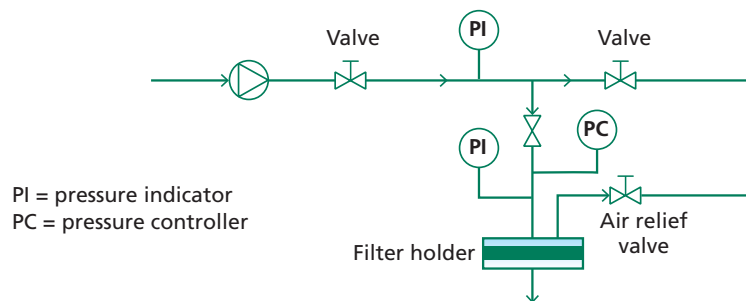 PI
Valve
Valve
PI
PC
PI = pressure indicator
PC = pressure controller
Air relief
valve
Filter holder